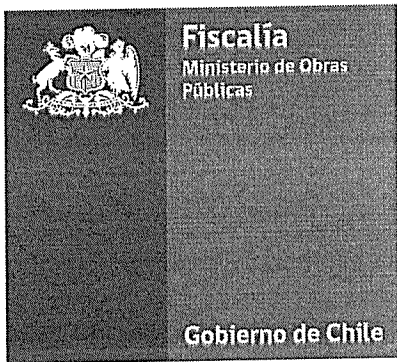 Fiscalía
Ministerio de Obras
Públicas
Gobierno de Chile